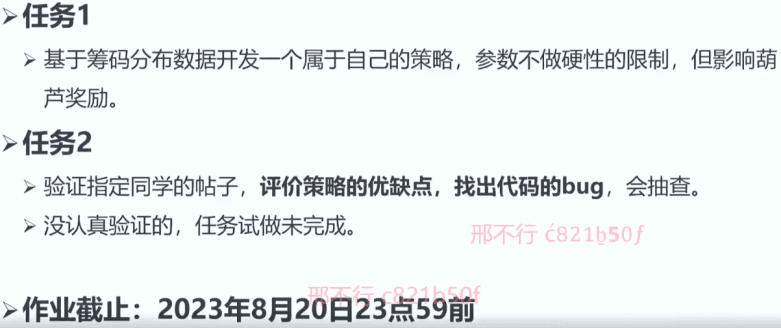 ➢任务1
➢基于筹码分布数据开发一个属于自己的策略，参数不做硬性的限制，但影响葫
芦奖励。
➢任务2
➢验证指定同学的帖子，评价策略的优缺点，找出代码的bug，会抽查。
➢没认真验证的，任务试做未完成。
邢不行 c821b50f
邢不行 c821b50f
➢作业截止：2023年8月20日23点59前